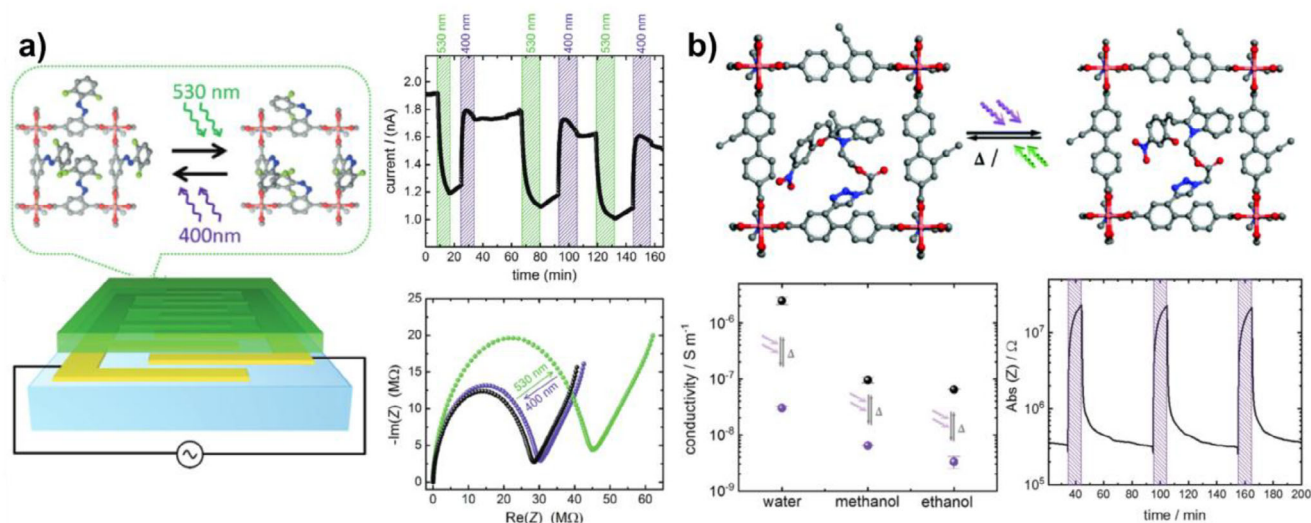 a)
530 nm
400nm
530 nm
400 nm
530 nm
400 nm
530 nm
400 nm
current / (nA)
2.0
1.8
1.6
1.4
1.2
1.0
0 20 40 60 80 100 120 140 160
time (min)
-Im(Z) (MΩ)
25
20
15
10
5
0
530 nm
400 nm
0 10 20 30 40 50 60
Re(Z) (MΩ)
b)
Δ /
conductivity / S m⁻¹
10⁻⁶
10⁻⁷
10⁻⁸
10⁻⁹
Δ
Δ
Δ
water methanol ethanol
Abs (Z) / Ω
10⁷
10⁶
10⁵
40 60 80 100 120 140 160 180 200
time / min